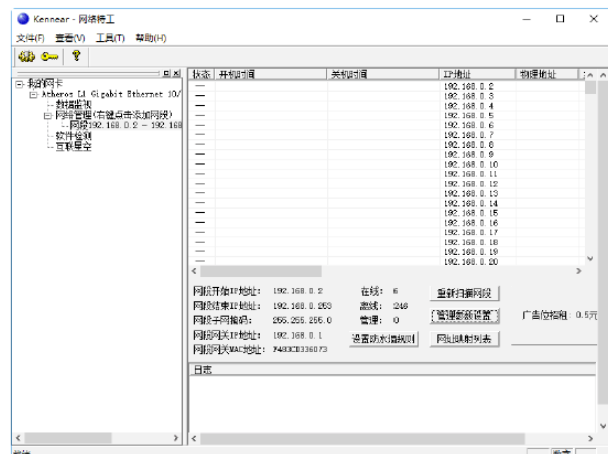 Kennear - 网络特工
文件(F) 查看(V) 工具(T) 帮助(H)
我的网卡
Atheros L1 Gigabit Ethernet 10/
数据监视
网络管理(右键点击添加网段)
网段192.168.0.2 - 192.168
软件检测
互联星空
状态 开机时间 关机时间 IP地址 物理地址
192.168.0.2
192.168.0.3
192.168.0.4
192.168.0.5
192.168.0.6
192.168.0.7
192.168.0.8
192.168.0.9
192.168.0.10
192.168.0.11
192.168.0.12
192.168.0.13
192.168.0.14
192.168.0.15
192.168.0.16
192.168.0.17
192.168.0.18
192.168.0.19
192.168.0.20
网段开始IP地址: 192.168.0.2 在线: 6 重新扫描网段
网段结束IP地址: 192.168.0.253 离线: 246
网段子网掩码: 255.255.255.0 管理: 0 管理参数设置 广告位招租 0.5元
网段网关IP地址: 192.168.0.1 设置防火墙规则 网址映射列表
网段网关MAC地址: F483CD336073
日志